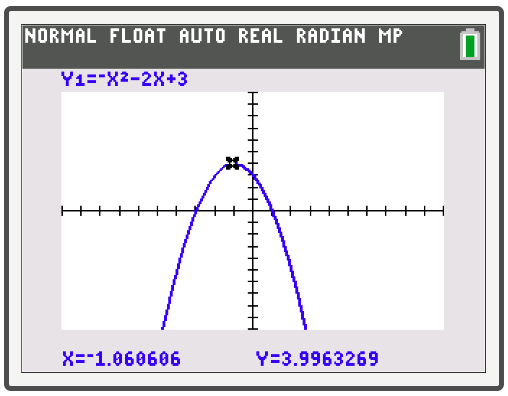 NORMAL FLOAT AUTO REAL RADIAN MP
Y₁=⁻X²-2X+3
X=⁻1.060606 Y=3.9963269